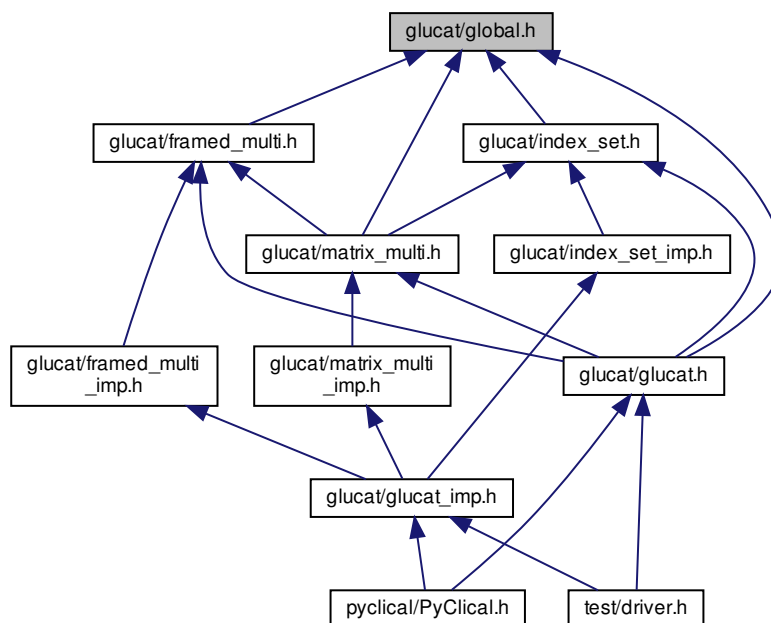 glucat/global.h
glucat/framed_multi.h
glucat/index_set.h
glucat/matrix_multi.h
glucat/index_set_imp.h
glucat/framed_multi
_imp.h
glucat/matrix_multi
_imp.h
glucat/glucat.h
glucat/glucat_imp.h
pyclical/PyClical.h
test/driver.h